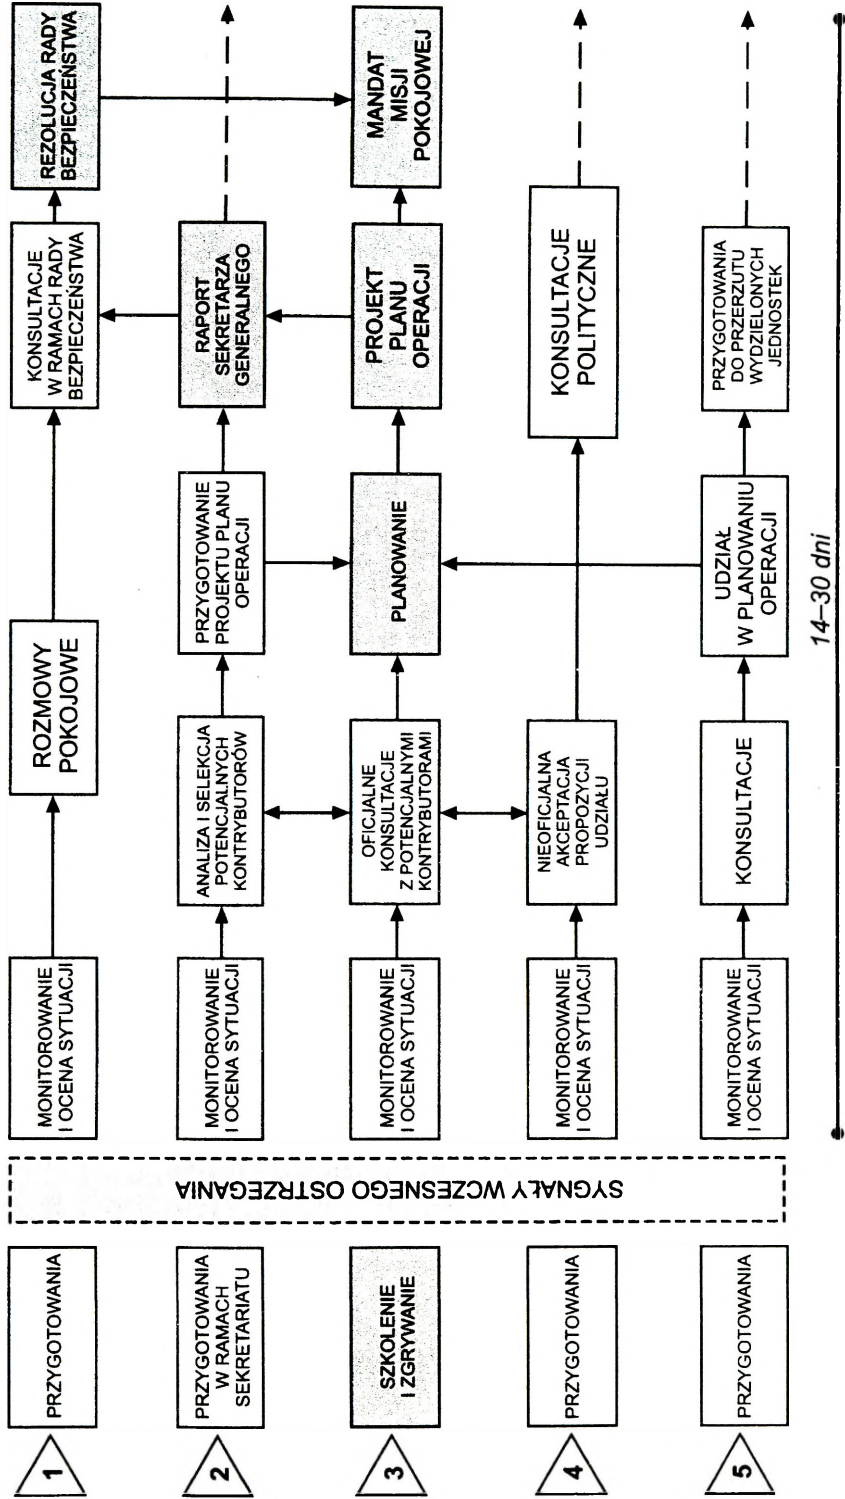 1
PRZYGOTOWANIA
MONITOROWANIE
I OCENA SYTUACJI
ROZMOWY
POKOJOWE
KONSULTACJE
W RAMACH RADY
BEZPIECZEŃSTWA
REZOLUCJA RADY
BEZPIECZEŃSTWA
2
PRZYGOTOWANIA
W RAMACH
SEKRETARIATU
MONITOROWANIE
I OCENA SYTUACJI
ANALIZA I SELEKCJA
POTENCJALNYCH
KONTRYBUTORÓW
PRZYGOTOWANIE
PROJEKTU PLANU
OPERACJI
RAPORT
SEKRETARZA
GENERALNEGO
3
SZKOLENIE
I ZGRYWANIE
MONITOROWANIE
I OCENA SYTUACJI
OFICJALNE
KONSULTACJE
Z POTENCJALNYMI
KONTRYBUTORAMI
PLANOWANIE
PROJEKT
PLANU
OPERACJI
MANDAT
MISJI
POKOJOWEJ
4
PRZYGOTOWANIA
MONITOROWANIE
I OCENA SYTUACJI
NIEOFICJALNA
AKCEPTACJA
PROPOZYCJI
UDZIAŁU
KONSULTACJE
POLITYCZNE
5
PRZYGOTOWANIA
MONITOROWANIE
I OCENA SYTUACJI
KONSULTACJE
UDZIAŁ
W PLANOWANIU
OPERACJI
PRZYGOTOWANIA
DO PRZERZUTU
WYDZIELONYCH
JEDNOSTEK
SYGNAŁY WCZESNEGO OSTRZEGANIA
14–30 dni